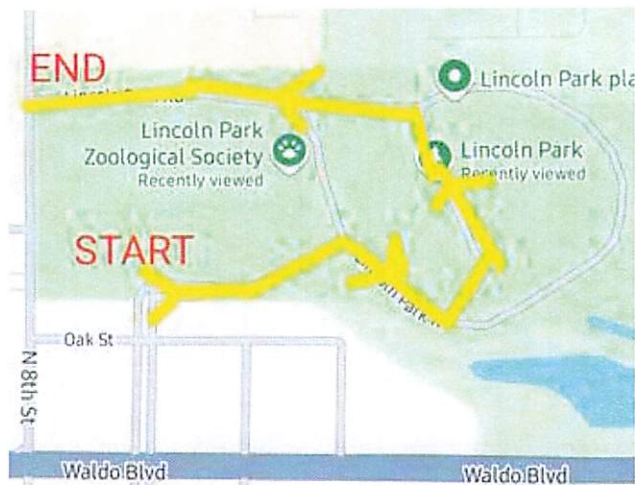 END
Lincoln Park pla
Lincoln Park
Zoological Society
Recently viewed
Lincoln Park
Recently viewed
START
Park
Oak St
N 8th St
Waldo Blvd
Waldo Blvd